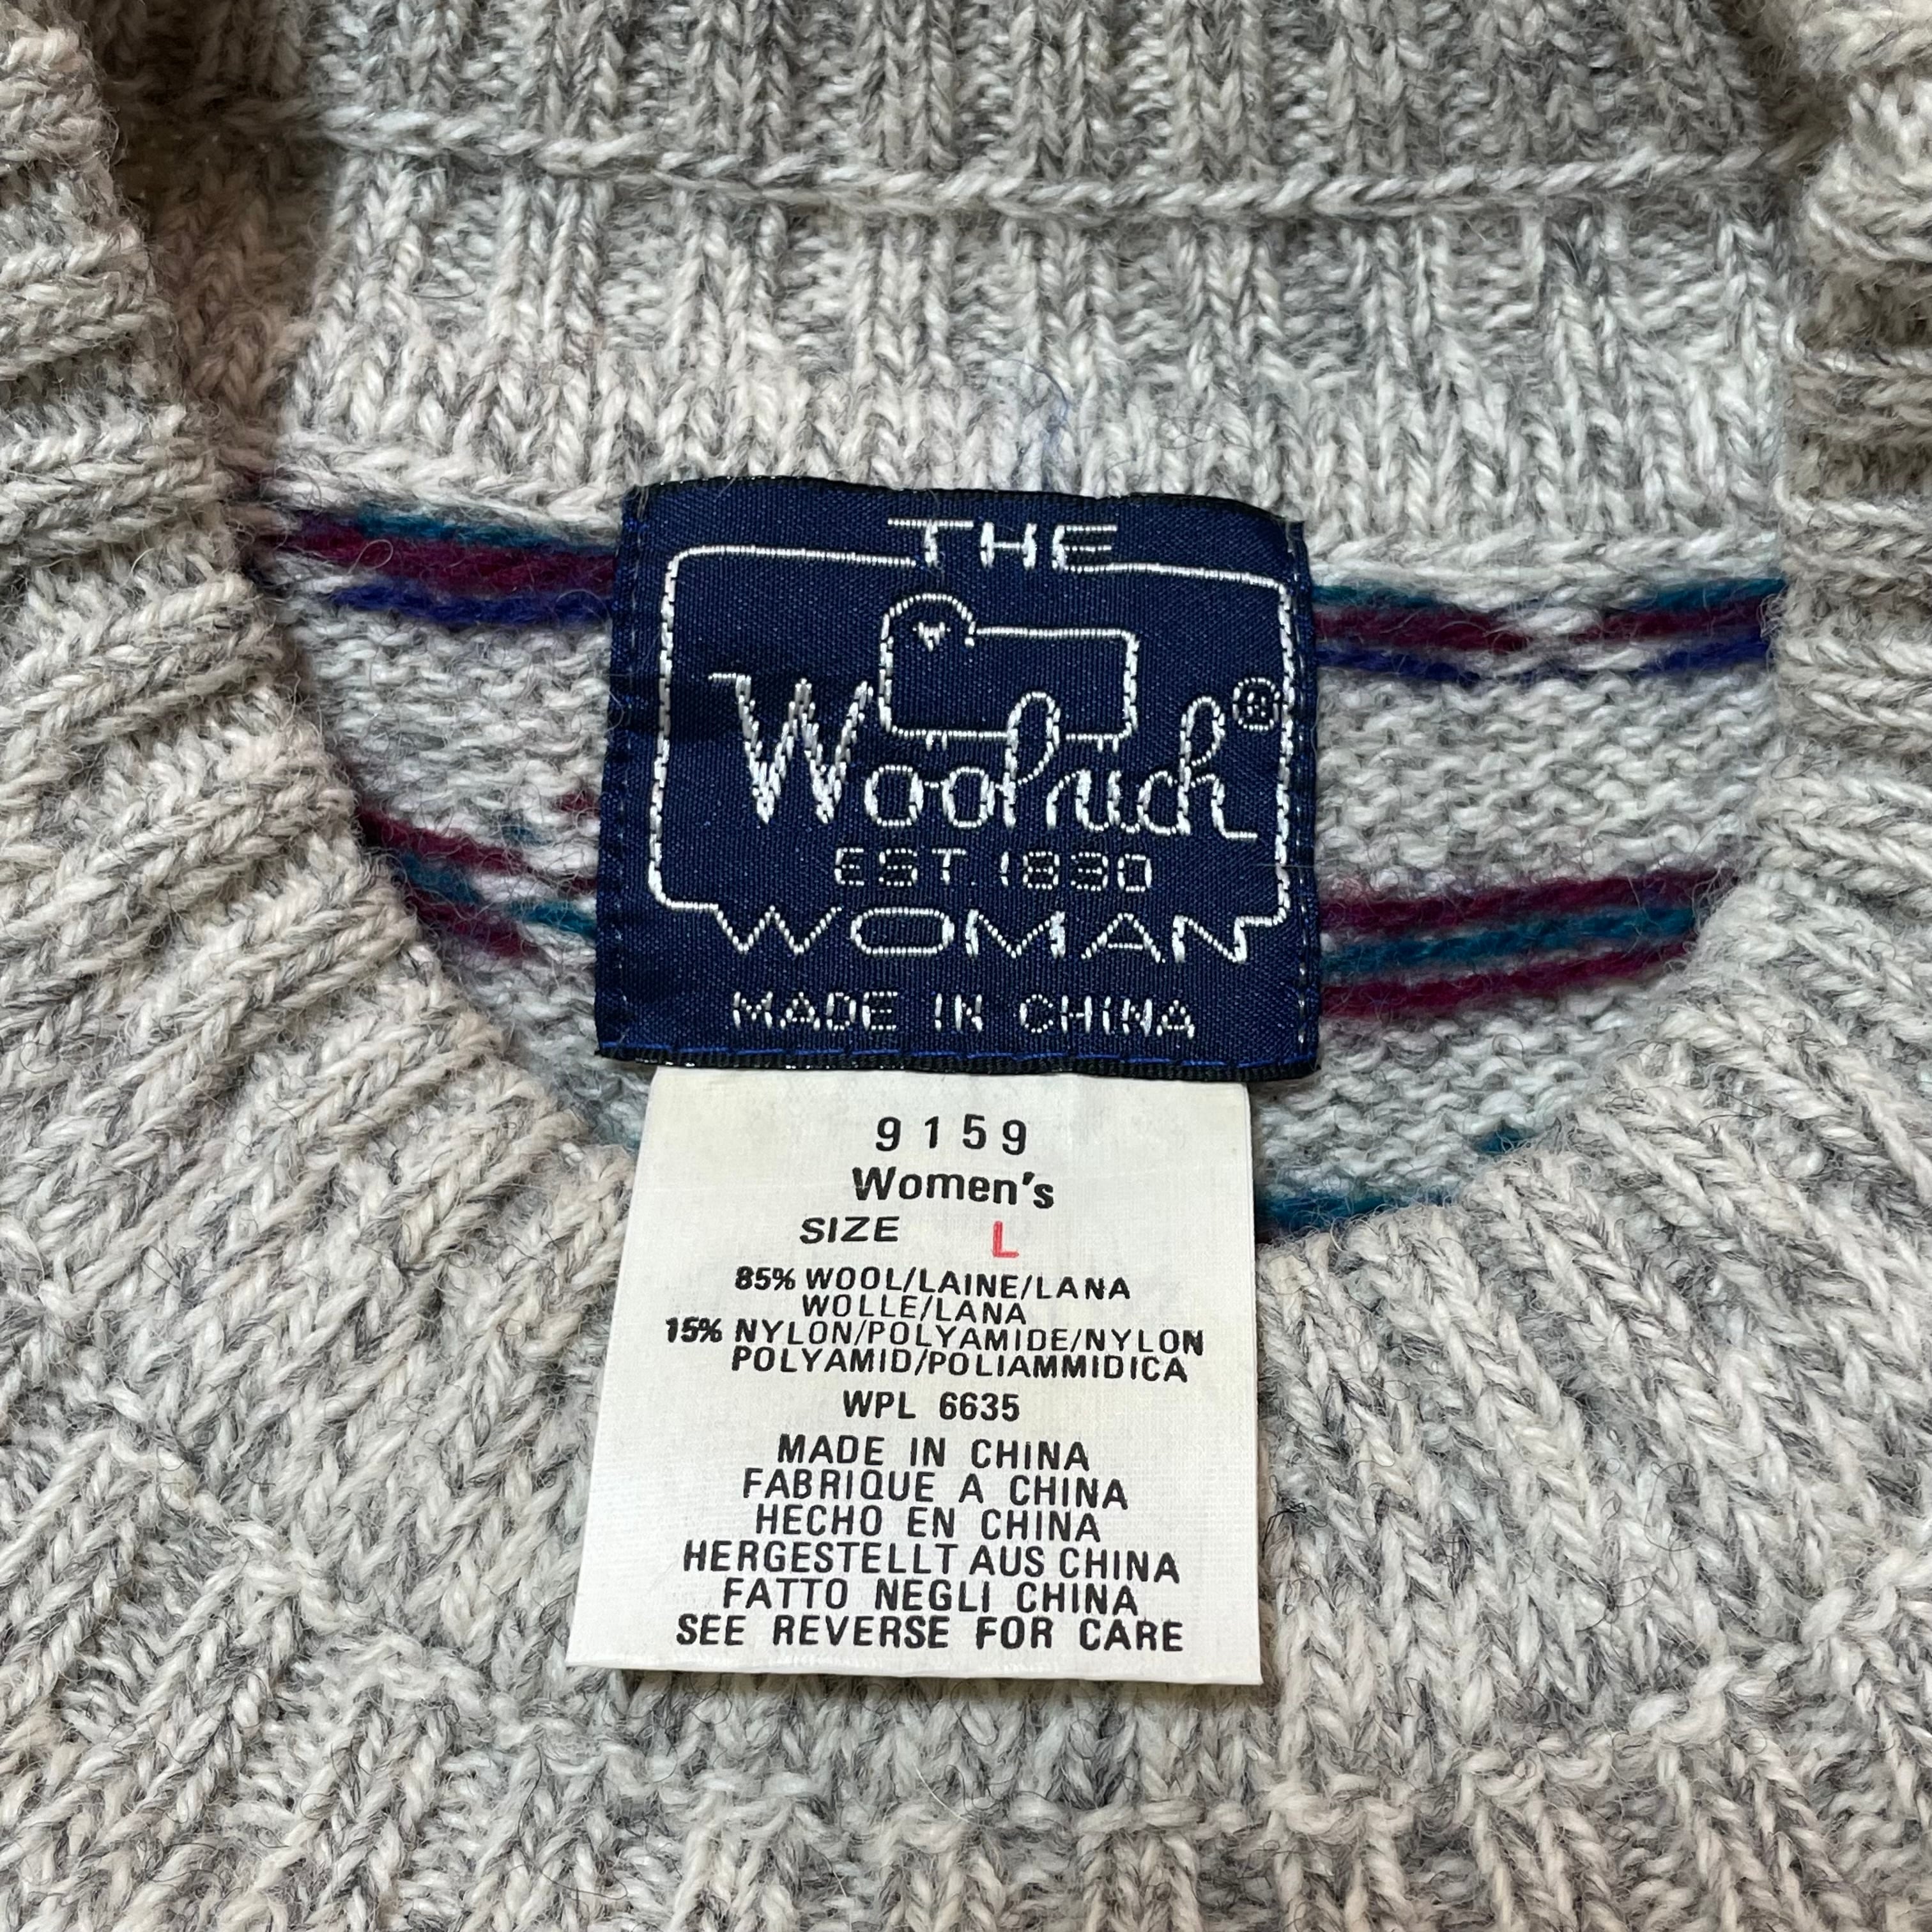 THE
Woolrich®
EST. 1830
WOMAN
MADE IN CHINA
9159
Women's
SIZE L
85% WOOL/LAINE/LANA
WOLLE/LANA
15% NYLON/POLYAMIDE/NYLON
POLYAMID/POLIAMMIDICA
WPL 6635
MADE IN CHINA
FABRIQUE A CHINA
HECHO EN CHINA
HERGESTELLT AUS CHINA
FATTO NEGLI CHINA
SEE REVERSE FOR CARE